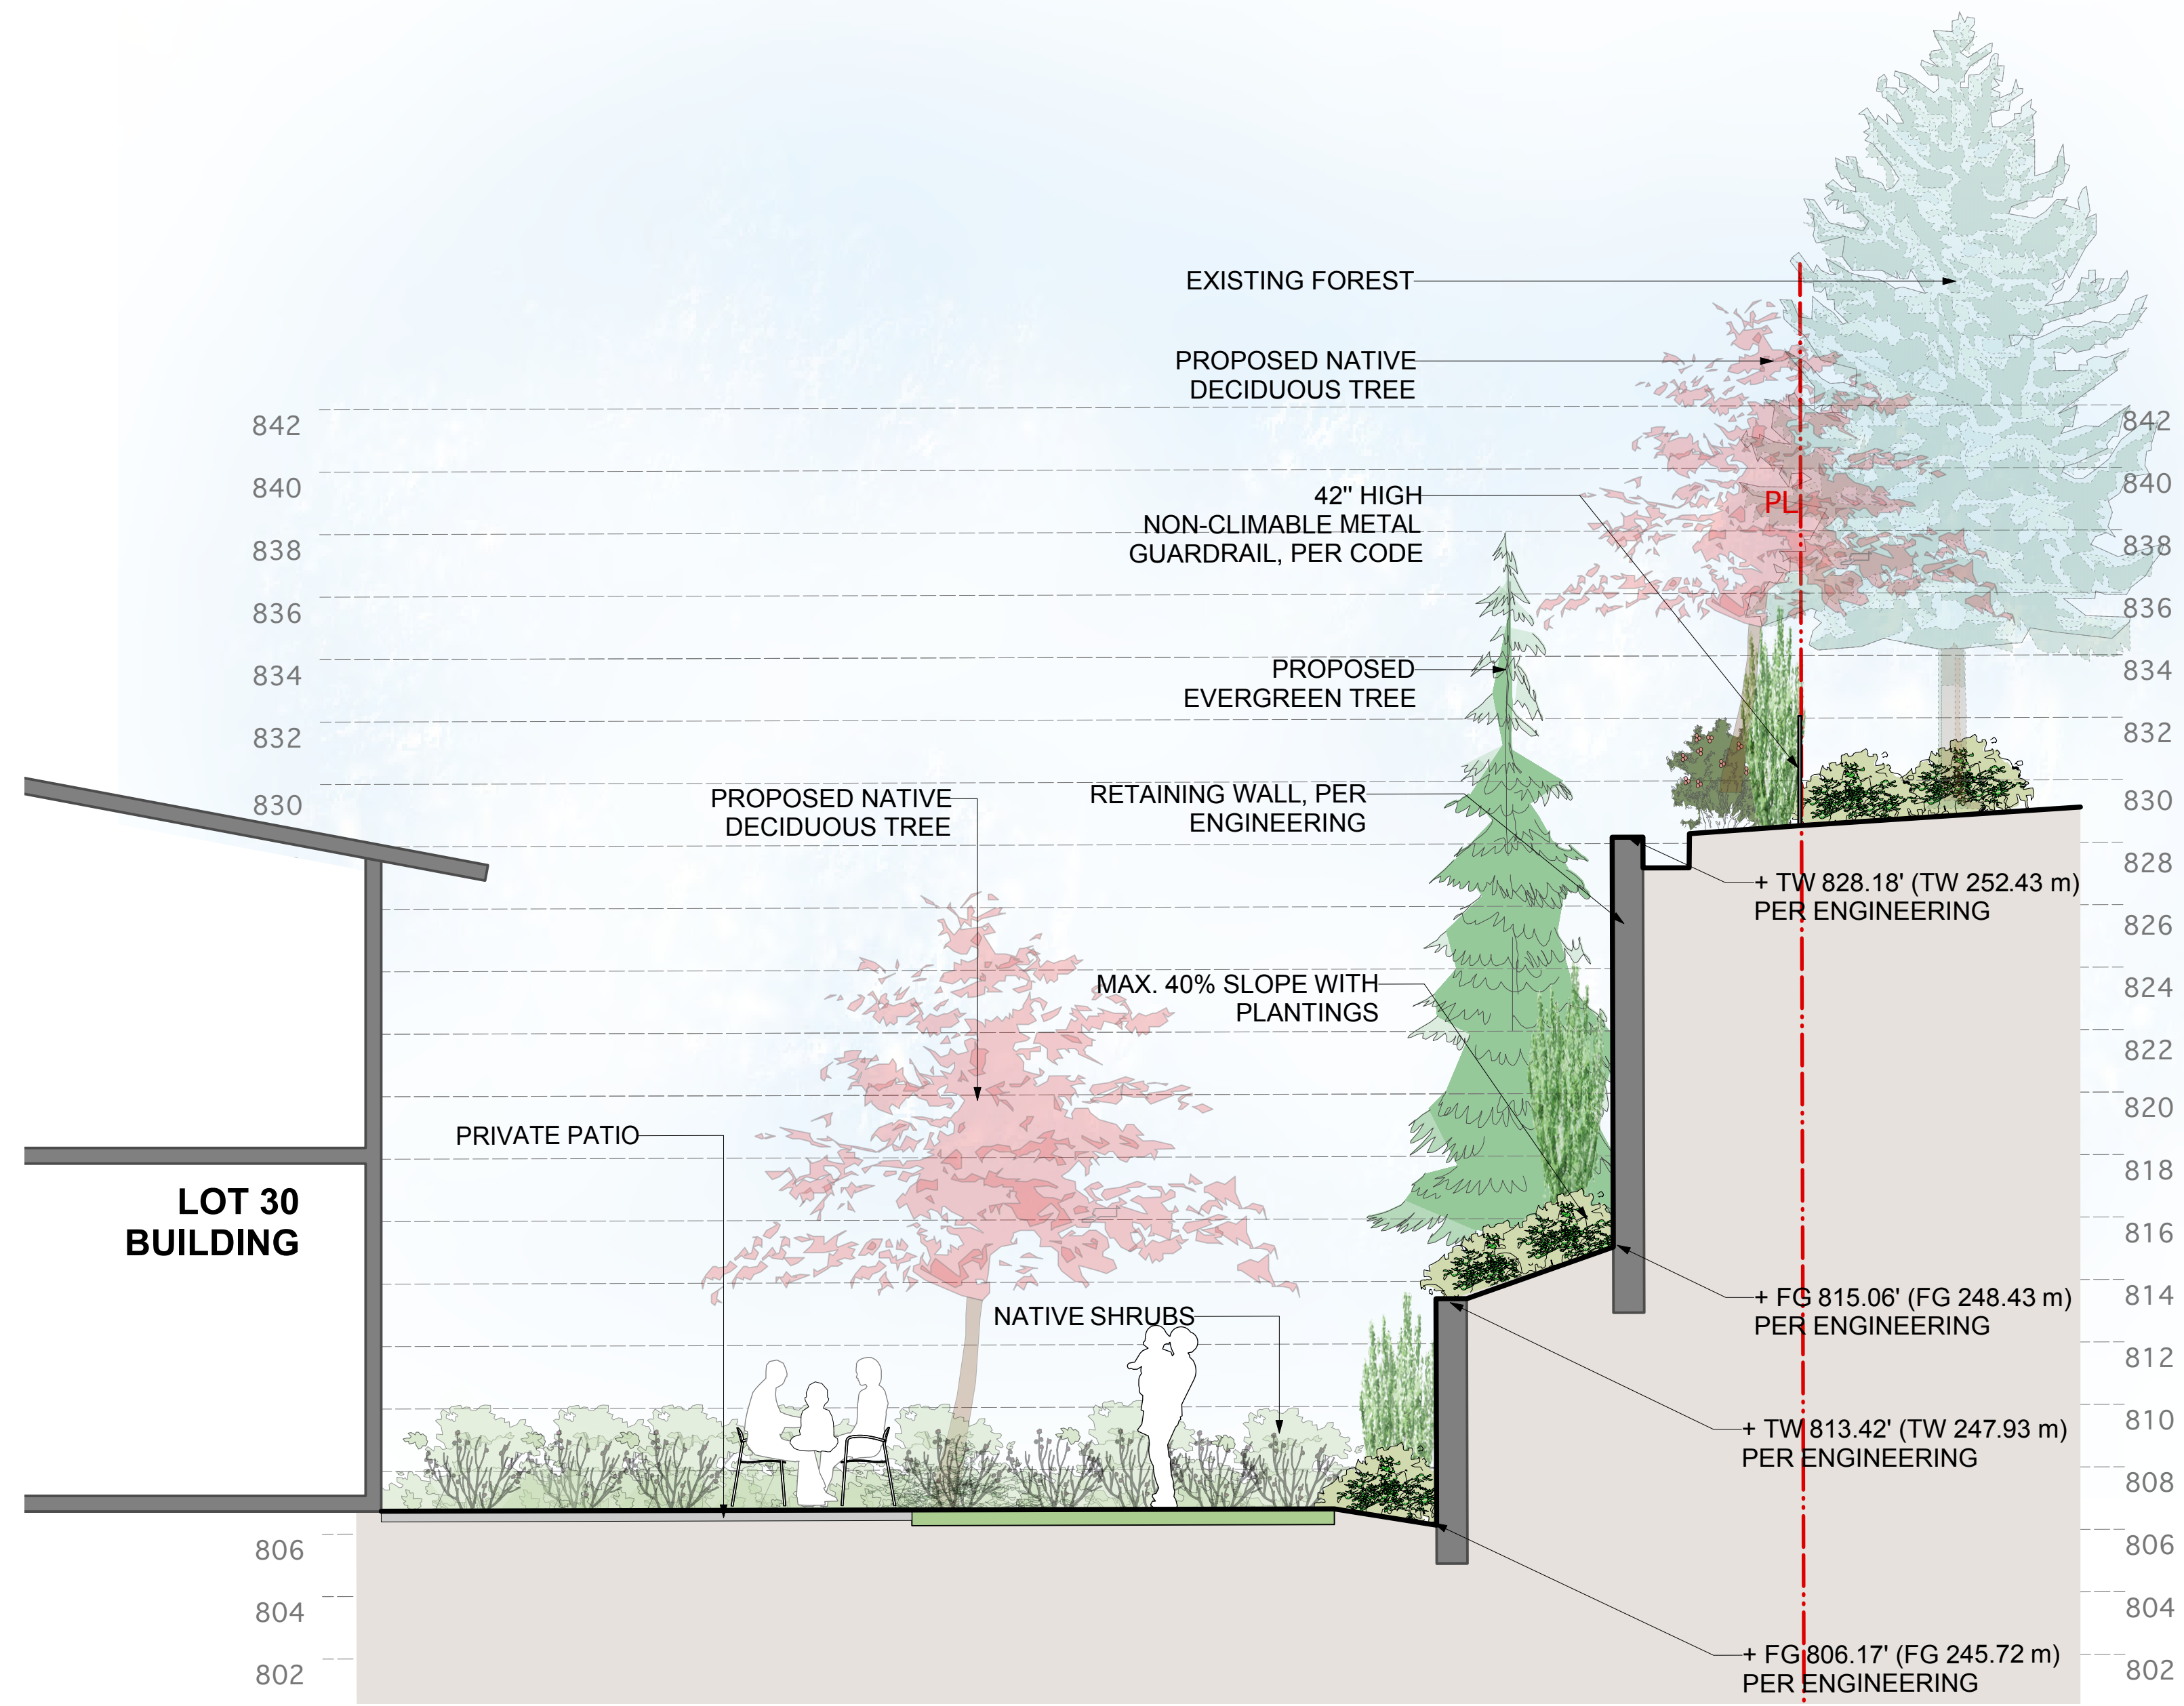 EXISTING FOREST
PROPOSED NATIVE
DECIDUOUS TREE
842
842
840
840
42" HIGH
NON-CLIMABLE METAL
GUARDRAIL, PER CODE
PL
838
838
836
836
834
834
PROPOSED
EVERGREEN TREE
832
832
830
830
PROPOSED NATIVE
DECIDUOUS TREE
RETAINING WALL, PER
ENGINEERING
828
+ TW 828.18' (TW 252.43 m)
PER ENGINEERING
826
MAX. 40% SLOPE WITH
PLANTINGS
824
822
820
PRIVATE PATIO
818
LOT 30
BUILDING
816
+ FG 815.06' (FG 248.43 m)
PER ENGINEERING
814
NATIVE SHRUBS
812
+ TW 813.42' (TW 247.93 m)
PER ENGINEERING
810
808
806
806
804
804
+ FG 806.17' (FG 245.72 m)
PER ENGINEERING
802
802